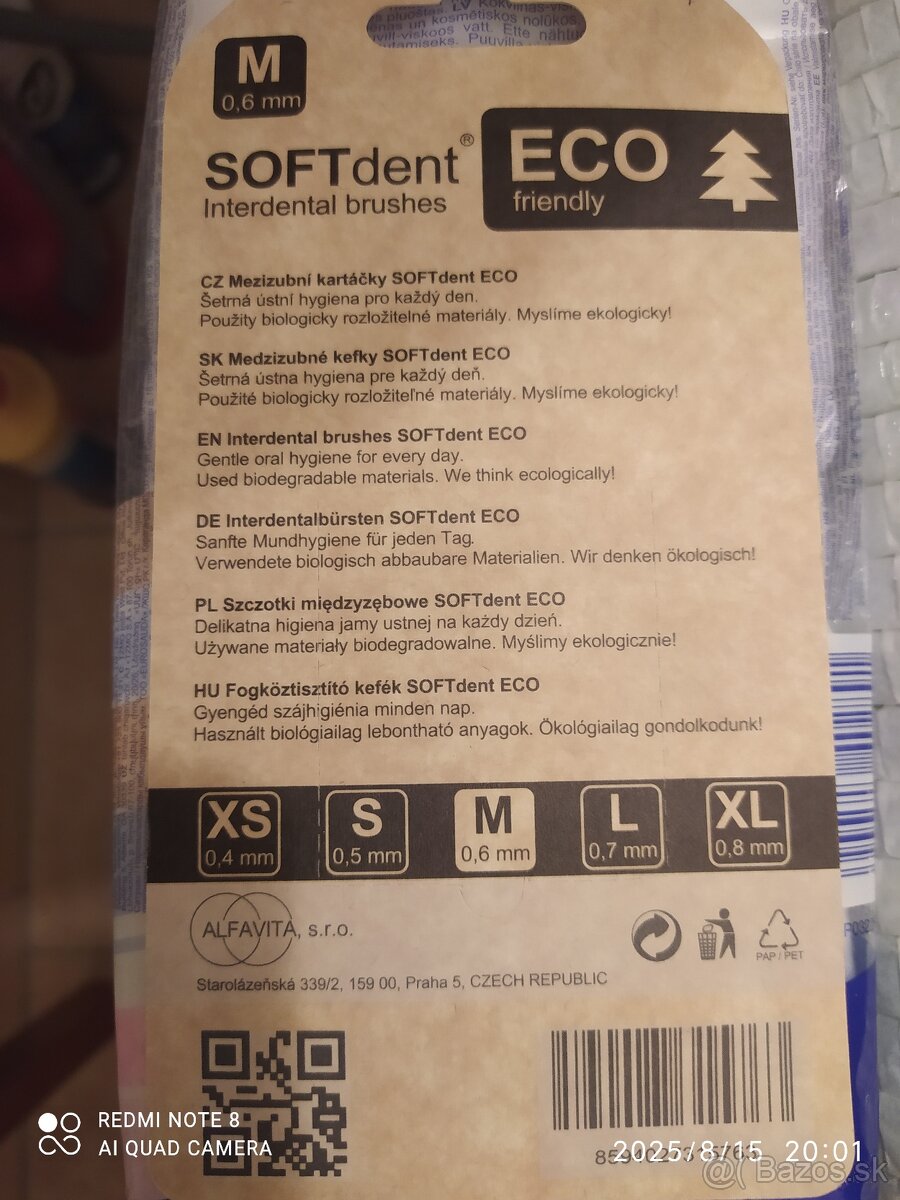 M
0,6 mm
SOFTdent®
Interdental brushes
ECO
friendly
CZ Mezizubní kartáčky SOFTdent ECO
Šetrná ústní hygiena pro každý den.
Použity biologicky rozložitelné materiály. Myslíme ekologicky!
SK Medzizubné kefky SOFTdent ECO
Šetrná ústna hygiena pre každý deň.
Použité biologicky rozložiteľné materiály. Myslíme ekologicky!
EN Interdental brushes SOFTdent ECO
Gentle oral hygiene for every day.
Used biodegradable materials. We think ecologically!
DE Interdentalbürsten SOFTdent ECO
Sanfte Mundhygiene für jeden Tag.
Verwendete biologisch abbaubare Materialien. Wir denken ökologisch!
PL Szczotki międzyzębowe SOFTdent ECO
Delikatna higiena jamy ustnej na każdy dzień.
Używane materiały biodegradowalne. Myślimy ekologicznie!
HU Fogköztisztító kefék SOFTdent ECO
Gyengéd szájhigiénia minden nap.
Használt biológiailag lebontható anyagok. Ökológiailag gondolkodunk!
XS S M L XL
0,4 mm 0,5 mm 0,6 mm 0,7 mm 0,8 mm
ALFAVITA, s.r.o.
PAP / PET
Starolázeňská 339/2, 159 00, Praha 5, CZECH REPUBLIC
REDMI NOTE 8
AI QUAD CAMERA
2025/8/15 20:01
@Bazos.sk